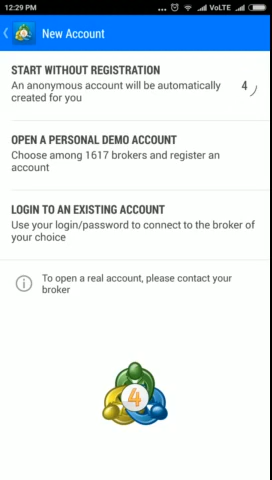 12:29 PM ... VoLTE
New Account
START WITHOUT REGISTRATION
An anonymous account will be automatically 4
created for you
OPEN A PERSONAL DEMO ACCOUNT
Choose among 1617 brokers and register an
account
LOGIN TO AN EXISTING ACCOUNT
Use your login/password to connect to the broker of
your choice
To open a real account, please contact your
broker
4